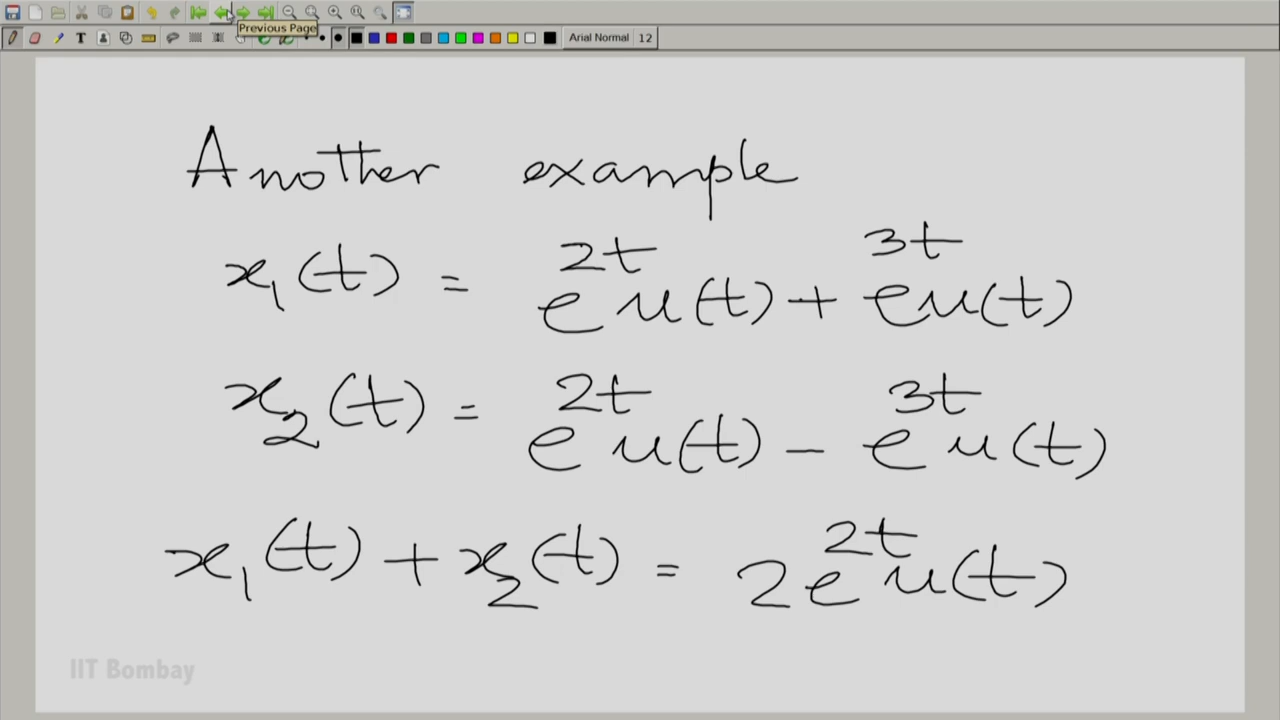 Previous Page
Arial Normal 12
Another example
x₁(t) = e^{2t} u(t) + e^{3t} u(t)
x₂(t) = e^{2t} u(t) - e^{3t} u(t)
x₁(t) + x₂(t) = 2e^{2t} u(t)
IIT Bombay